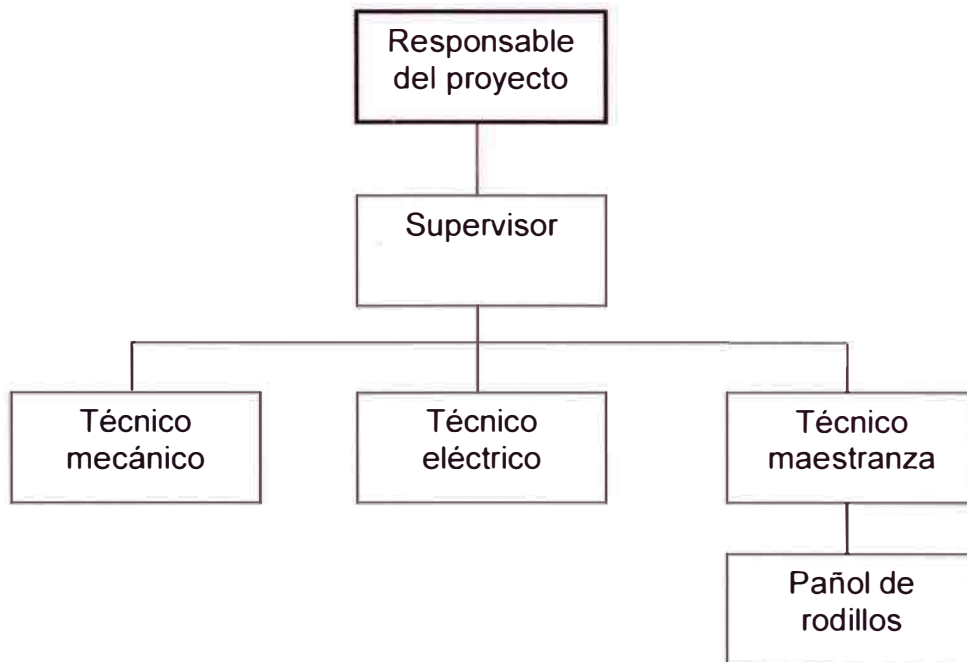 Responsable
del proyecto
Supervisor
Técnico
mecánico
Técnico
eléctrico
Técnico
maestranza
Pañol de
rodillos